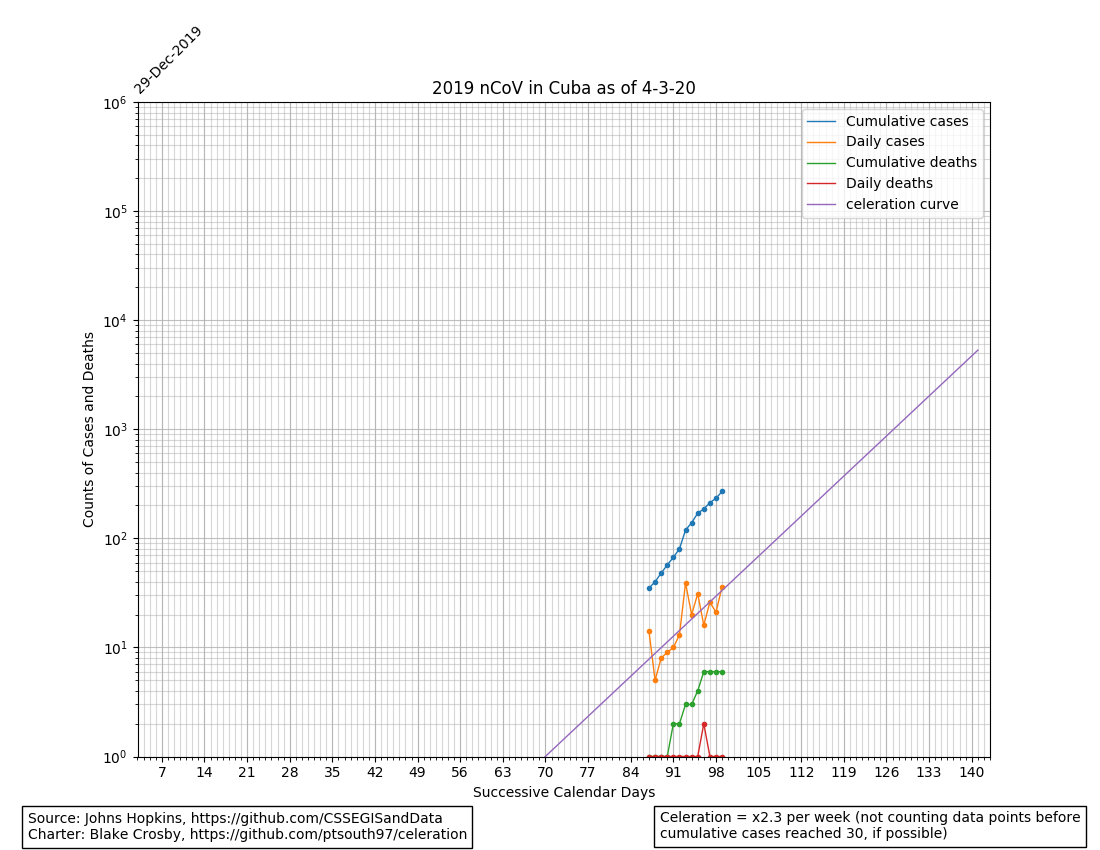 29-Dec-2019
2019 nCoV in Cuba as of 4-3-20
10^6
10^5
10^4
10^3
10^2
10^1
10^0
Counts of Cases and Deaths
Cumulative cases
Daily cases
Cumulative deaths
Daily deaths
celeration curve
7 14 21 28 35 42 49 56 63 70 77 84 91 98 105 112 119 126 133 140
Successive Calendar Days
Source: Johns Hopkins, https://github.com/CSSEGISandData
Charter: Blake Crosby, https://github.com/ptsouth97/celeration
Celeration = x2.3 per week (not counting data points before
cumulative cases reached 30, if possible)